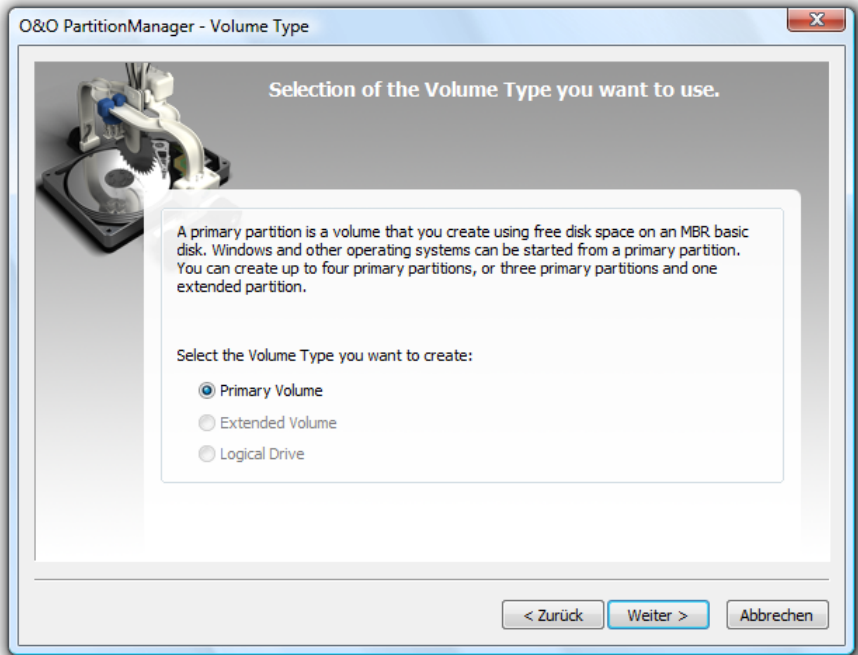 O&O PartitionManager - Volume Type
Selection of the Volume Type you want to use.
A primary partition is a volume that you create using free disk space on an MBR basic
disk. Windows and other operating systems can be started from a primary partition.
You can create up to four primary partitions, or three primary partitions and one
extended partition.
Select the Volume Type you want to create:
Primary Volume
Extended Volume
Logical Drive
< Zurück Weiter > Abbrechen